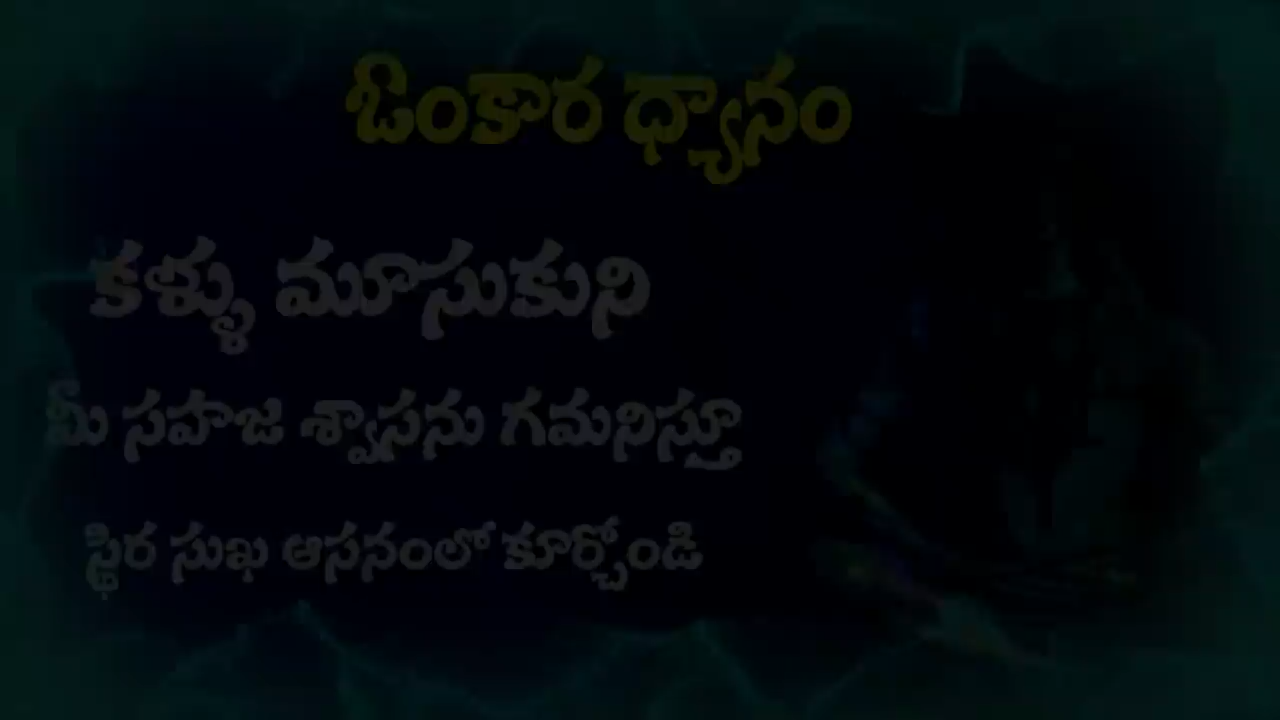 ఓంకార ధ్యానం
కళ్ళు మూసుకుని
మీ సహజ శ్వాసను గమనిస్తూ
స్థిర సుఖ ఆసనంలో కూర్చోండి